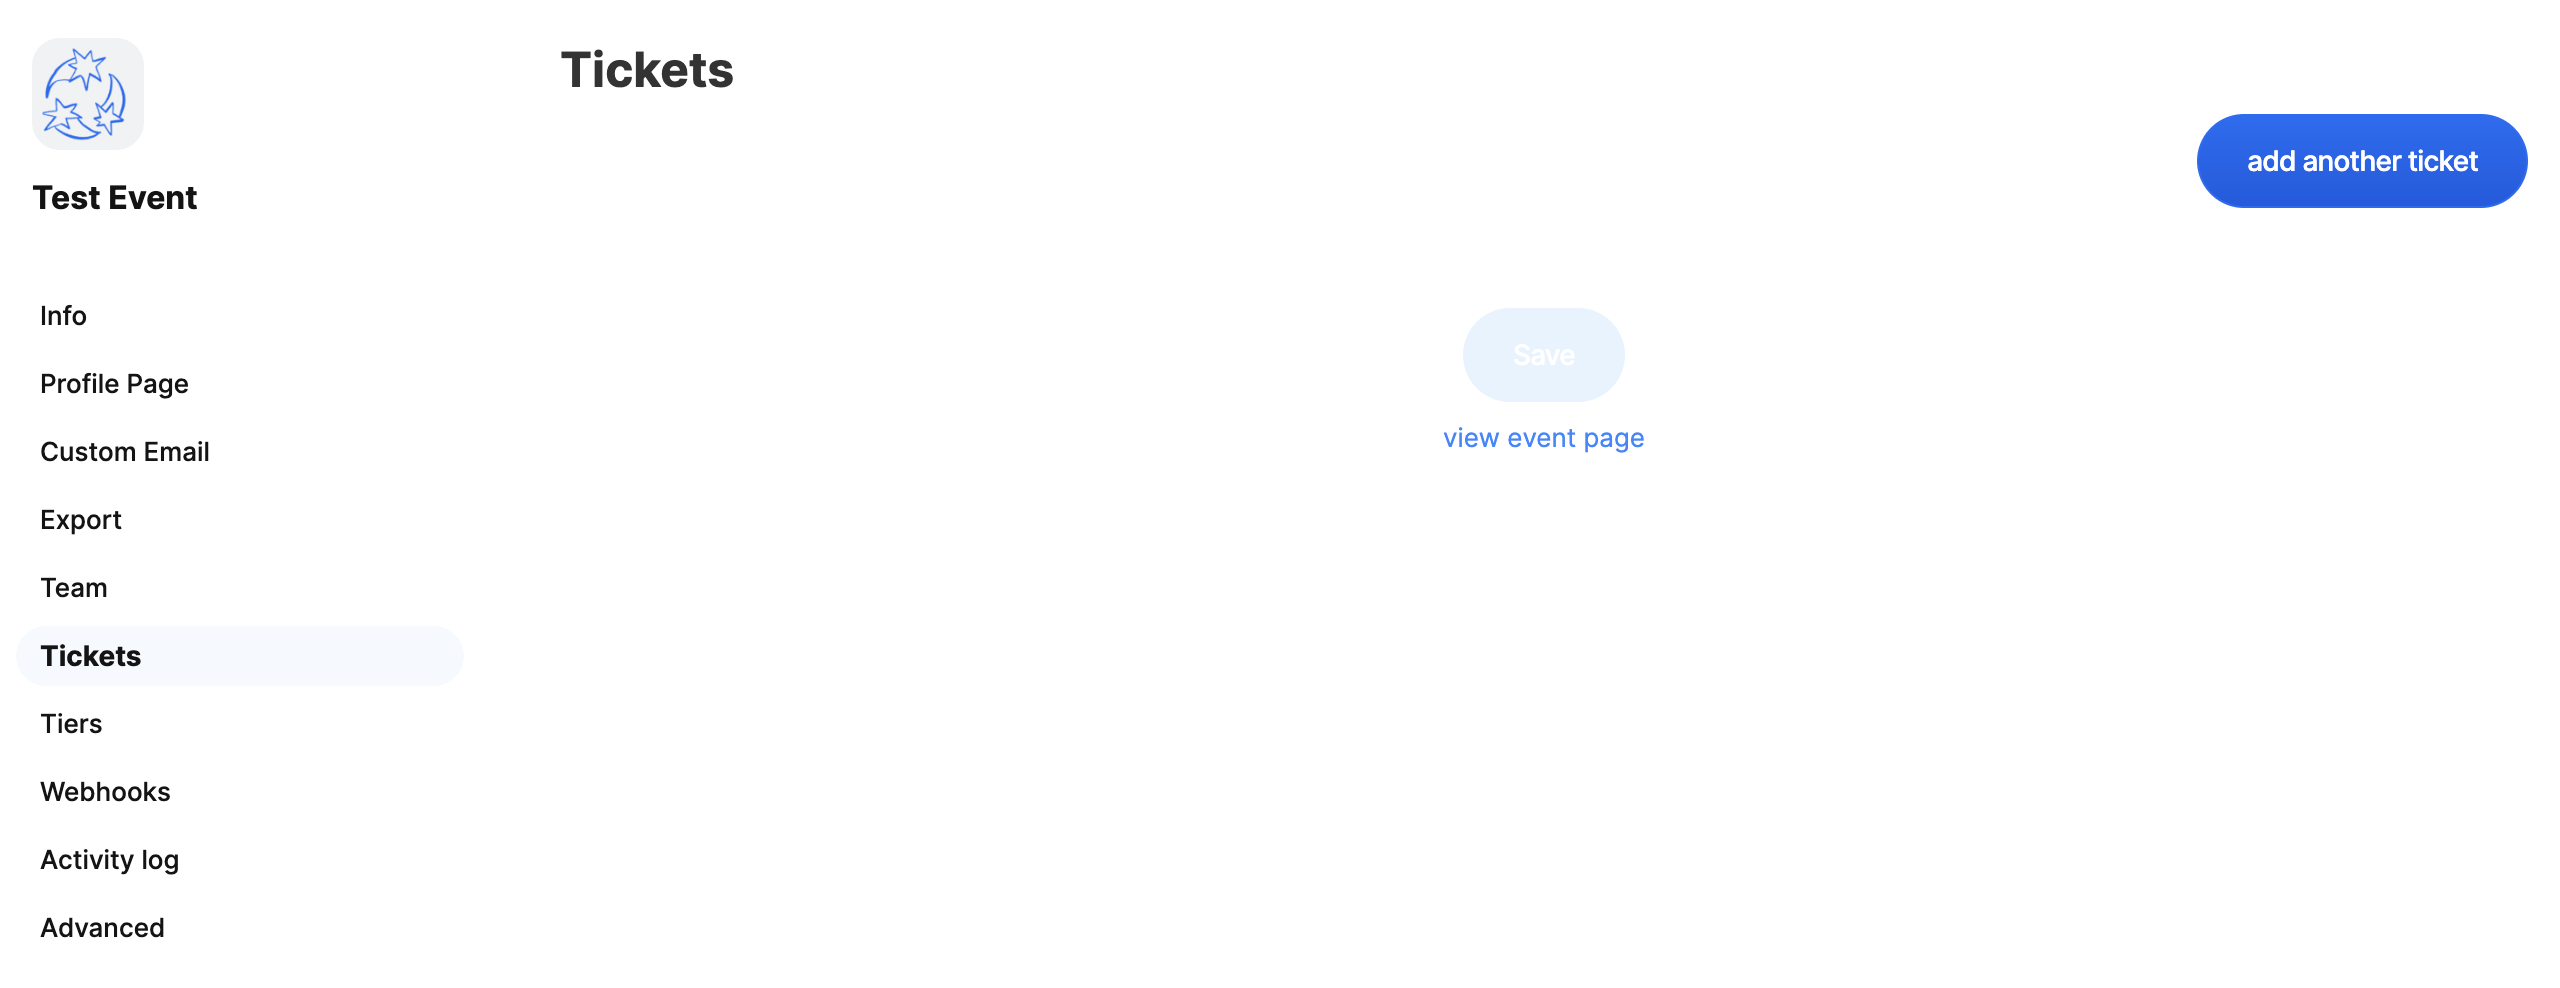 Test Event
Info
Profile Page
Custom Email
Export
Team
Tickets
Tiers
Webhooks
Activity log
Advanced
Tickets
add another ticket
Save
view event page